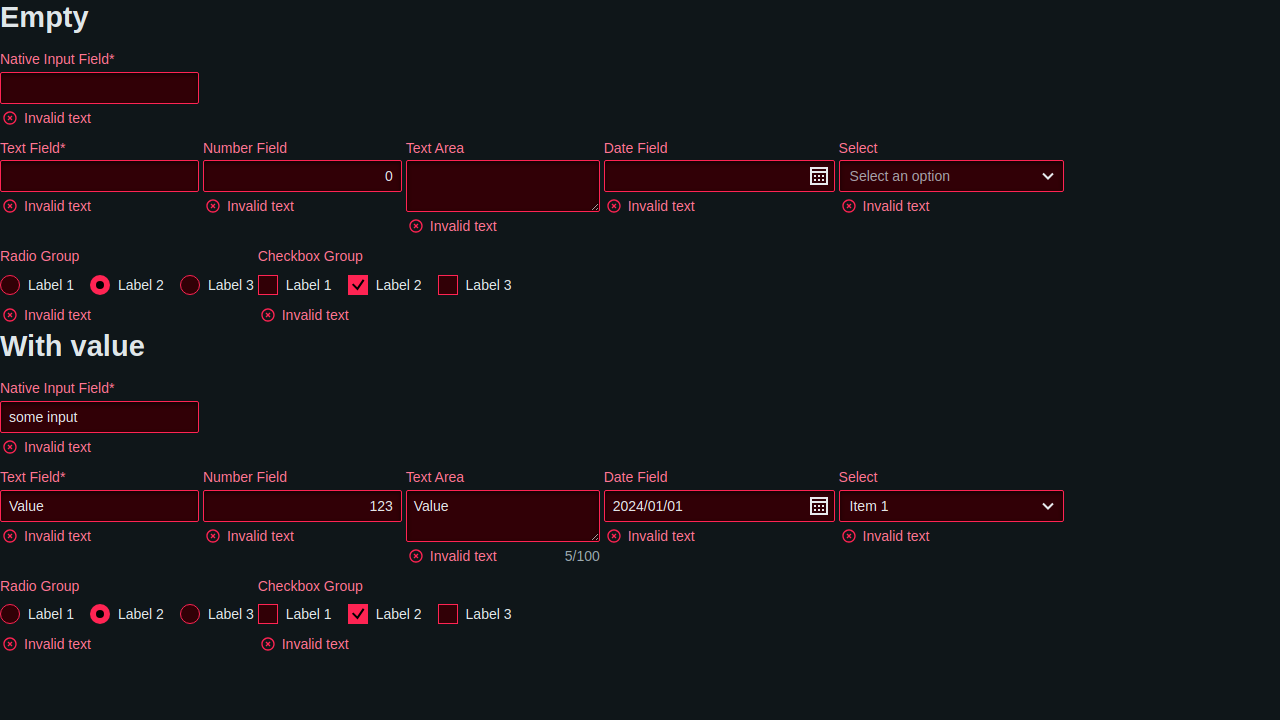 Empty
Native Input Field*
Invalid text
Text Field* Number Field Text Area Date Field Select
0 Select an option
Invalid text Invalid text Invalid text Invalid text
Invalid text
Radio Group Checkbox Group
Label 1 Label 2 Label 3 Label 1 Label 2 Label 3
Invalid text Invalid text
With value
Native Input Field*
some input
Invalid text
Text Field* Number Field Text Area Date Field Select
Value 123 Value 2024/01/01 Item 1
Invalid text Invalid text Invalid text Invalid text
Invalid text 5/100
Radio Group Checkbox Group
Label 1 Label 2 Label 3 Label 1 Label 2 Label 3
Invalid text Invalid text